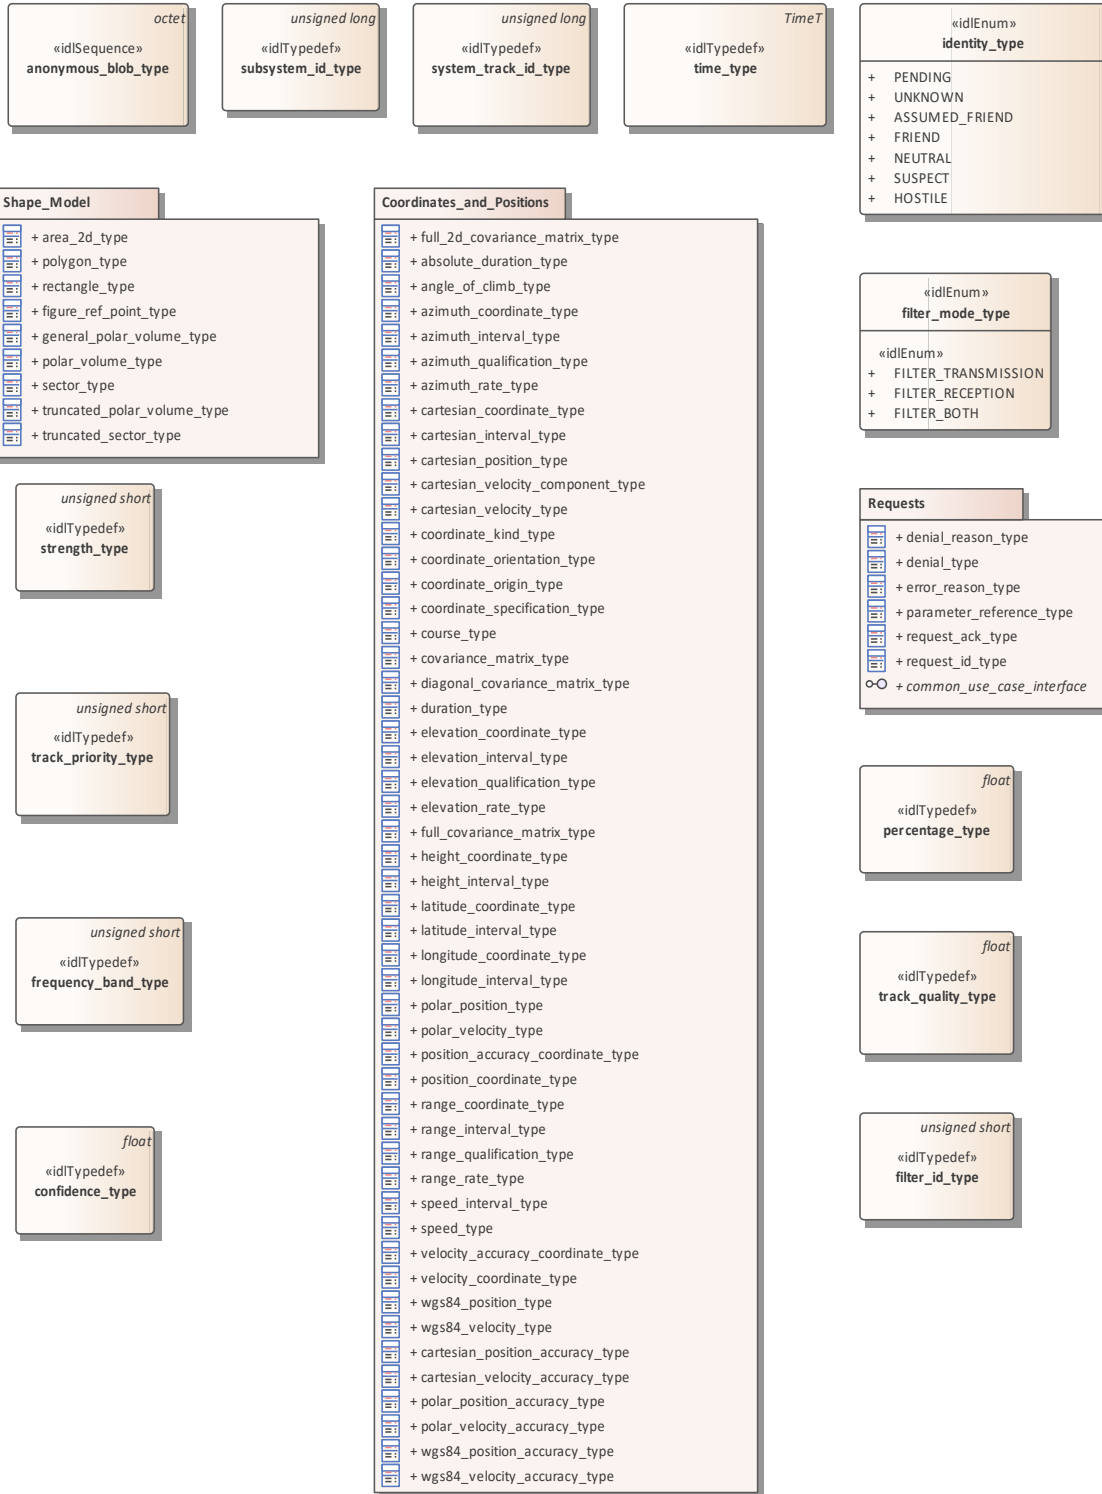 octet
«idlSequence»
anonymous_blob_type
unsigned long
«idlTypedef»
subsystem_id_type
unsigned long
«idlTypedef»
system_track_id_type
TimeT
«idlTypedef»
time_type
«idlEnum»
identity_type
+ PENDING
+ UNKNOWN
+ ASSUMED_FRIEND
+ FRIEND
+ NEUTRAL
+ SUSPECT
+ HOSTILE
Shape_Model
+ area_2d_type
+ polygon_type
+ rectangle_type
+ figure_ref_point_type
+ general_polar_volume_type
+ polar_volume_type
+ sector_type
+ truncated_polar_volume_type
+ truncated_sector_type
unsigned short
«idlTypedef»
strength_type
unsigned short
«idlTypedef»
track_priority_type
unsigned short
«idlTypedef»
frequency_band_type
float
«idlTypedef»
confidence_type
Coordinates_and_Positions
+ full_2d_covariance_matrix_type
+ absolute_duration_type
+ angle_of_climb_type
+ azimuth_coordinate_type
+ azimuth_interval_type
+ azimuth_qualification_type
+ azimuth_rate_type
+ cartesian_coordinate_type
+ cartesian_interval_type
+ cartesian_position_type
+ cartesian_velocity_component_type
+ cartesian_velocity_type
+ coordinate_kind_type
+ coordinate_orientation_type
+ coordinate_origin_type
+ coordinate_specification_type
+ course_type
+ covariance_matrix_type
+ diagonal_covariance_matrix_type
+ duration_type
+ elevation_coordinate_type
+ elevation_interval_type
+ elevation_qualification_type
+ elevation_rate_type
+ full_covariance_matrix_type
+ height_coordinate_type
+ height_interval_type
+ latitude_coordinate_type
+ latitude_interval_type
+ longitude_coordinate_type
+ longitude_interval_type
+ polar_position_type
+ polar_velocity_type
+ position_accuracy_coordinate_type
+ position_coordinate_type
+ range_coordinate_type
+ range_interval_type
+ range_qualification_type
+ range_rate_type
+ speed_interval_type
+ speed_type
+ velocity_accuracy_coordinate_type
+ velocity_coordinate_type
+ wgs84_position_type
+ wgs84_velocity_type
+ cartesian_position_accuracy_type
+ cartesian_velocity_accuracy_type
+ polar_position_accuracy_type
+ polar_velocity_accuracy_type
+ wgs84_position_accuracy_type
+ wgs84_velocity_accuracy_type
«idlEnum»
filter_mode_type
«idlEnum»
+ FILTER_TRANSMISSION
+ FILTER_RECEPTION
+ FILTER_BOTH
Requests
+ denial_reason_type
+ denial_type
+ error_reason_type
+ parameter_reference_type
+ request_ack_type
+ request_id_type
+ common_use_case_interface
float
«idlTypedef»
percentage_type
float
«idlTypedef»
track_quality_type
unsigned short
«idlTypedef»
filter_id_type